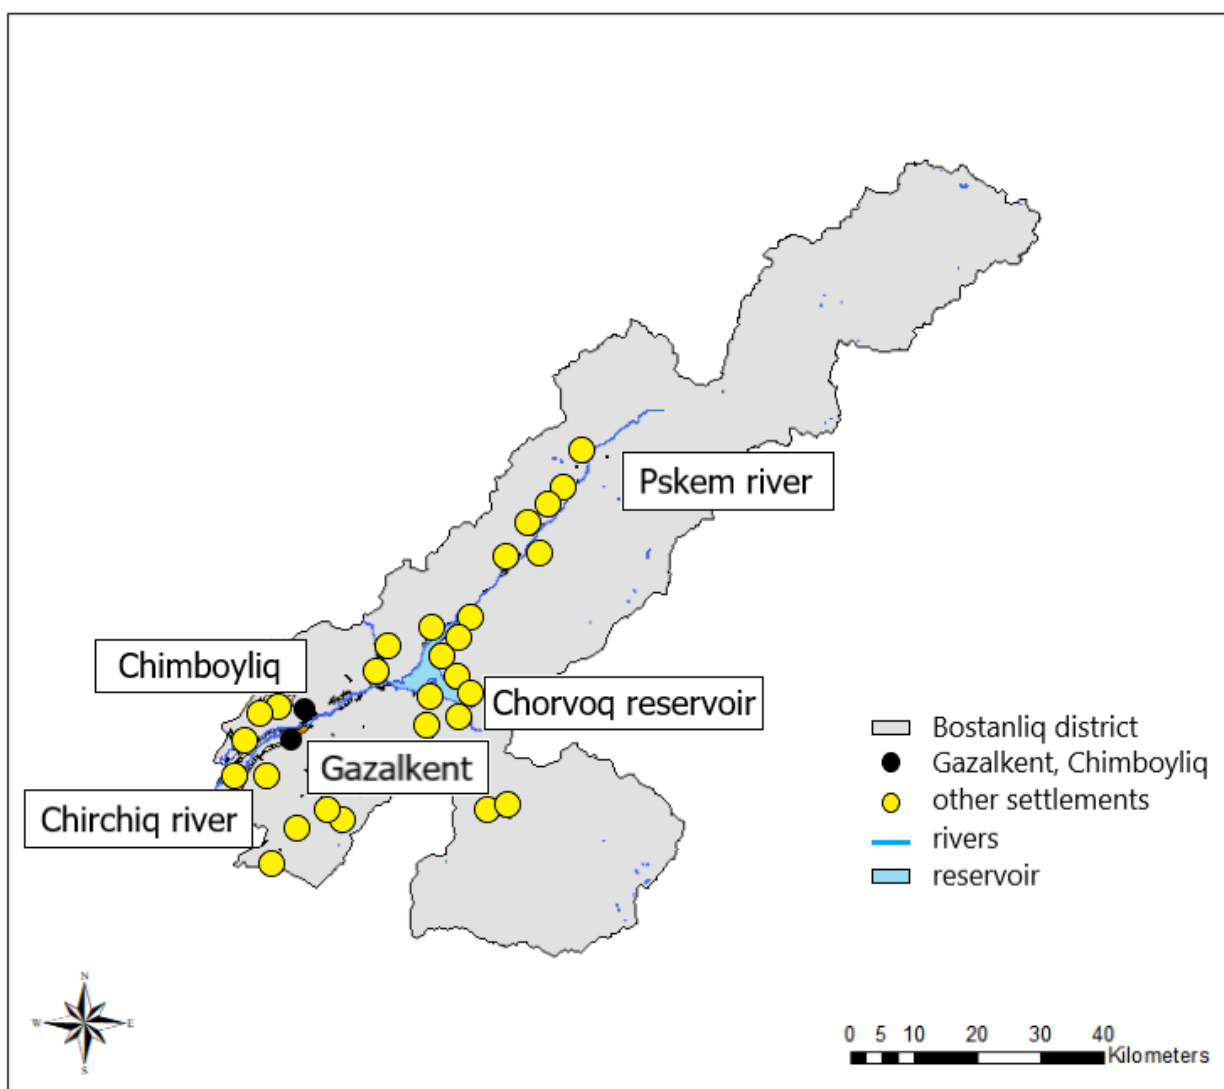 Pskem river
Chimboyliq
Chorvoq reservoir
Gazalkent
Chirchiq river
Bostanliq district
Gazalkent, Chimboyliq
other settlements
rivers
reservoir
N
W E
S
0 5 10 20 30 40
Kilometers